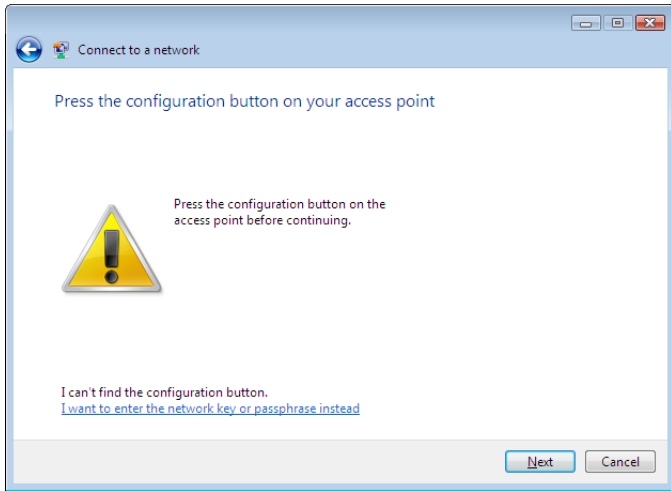 Connect to a network
Press the configuration button on your access point
Press the configuration button on the
access point before continuing.
I can't find the configuration button.
I want to enter the network key or passphrase instead
Next
Cancel